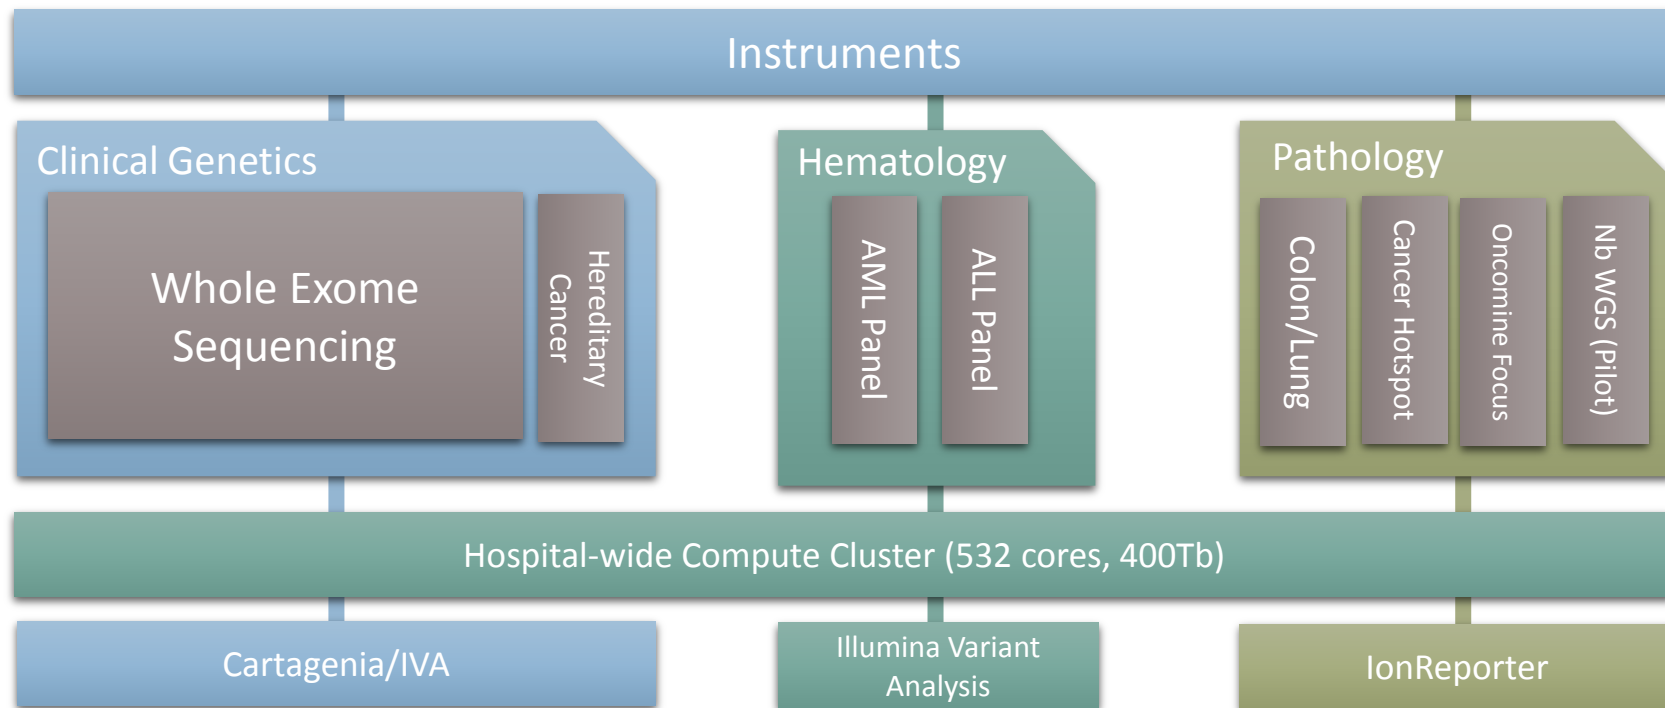 Instruments
Clinical Genetics
Whole Exome
Sequencing
Hereditary
Cancer
Hematology
AML Panel
ALL Panel
Pathology
Colon/Lung
Cancer Hotspot
Oncomine Focus
Nb WGS (Pilot)
Hospital-wide Compute Cluster (532 cores, 400Tb)
Cartagenia/IVA
Illumina Variant
Analysis
IonReporter